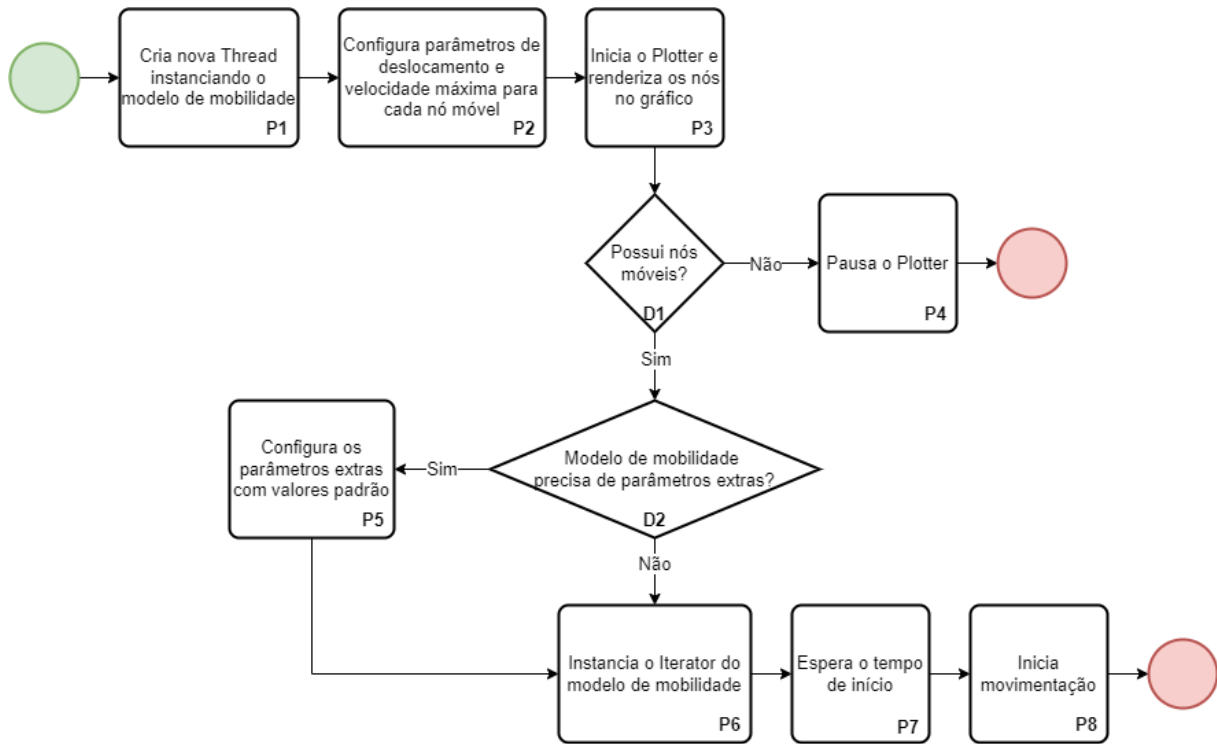 Cria nova Thread
instanciando o
modelo de mobilidade
P1
Configura parâmetros de
deslocamento e
velocidade máxima para
cada nó móvel
P2
Inicia o Plotter e
renderiza os nós
no gráfico
P3
Possui nós
móveis?
D1
Não
Pausa o Plotter
P4
Sim
Modelo de mobilidade
precisa de parâmetros extras?
D2
Sim
Configura os
parâmetros extras
com valores padrão
P5
Não
Instancia o Iterator do
modelo de mobilidade
P6
Espera o tempo
de início
P7
Inicia
movimentação
P8